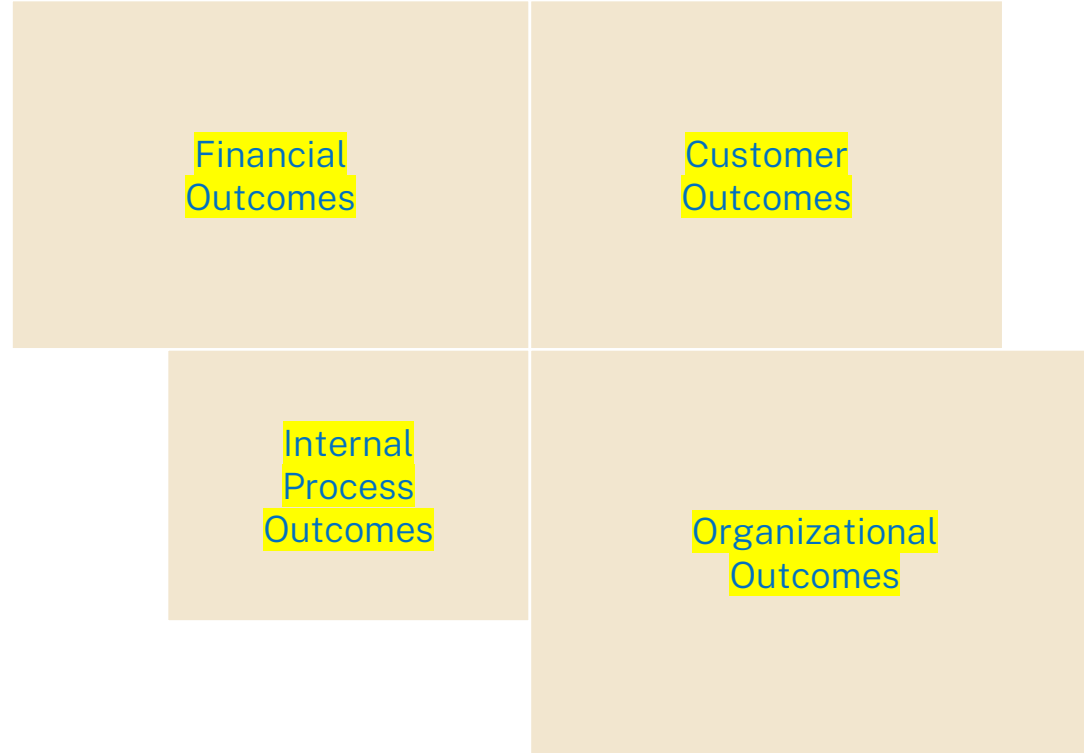 Financial
Outcomes
Customer
Outcomes
Internal
Process
Outcomes
Organizational
Outcomes